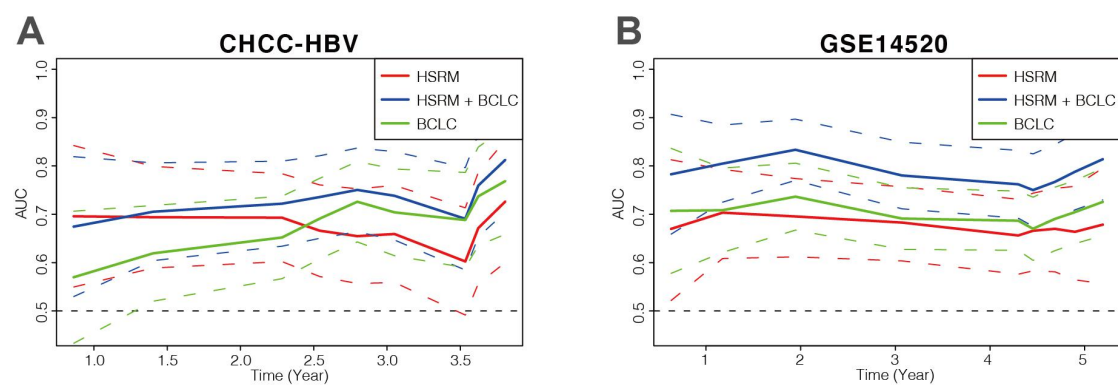 A
CHCC-HBV
HSRM
HSRM + BCLC
BCLC
AUC
1.0
0.9
0.8
0.7
0.6
0.5
1.0 1.5 2.0 2.5 3.0 3.5
Time (Year)
B
GSE14520
HSRM
HSRM + BCLC
BCLC
AUC
1.0
0.9
0.8
0.7
0.6
0.5
1 2 3 4 5
Time (Year)